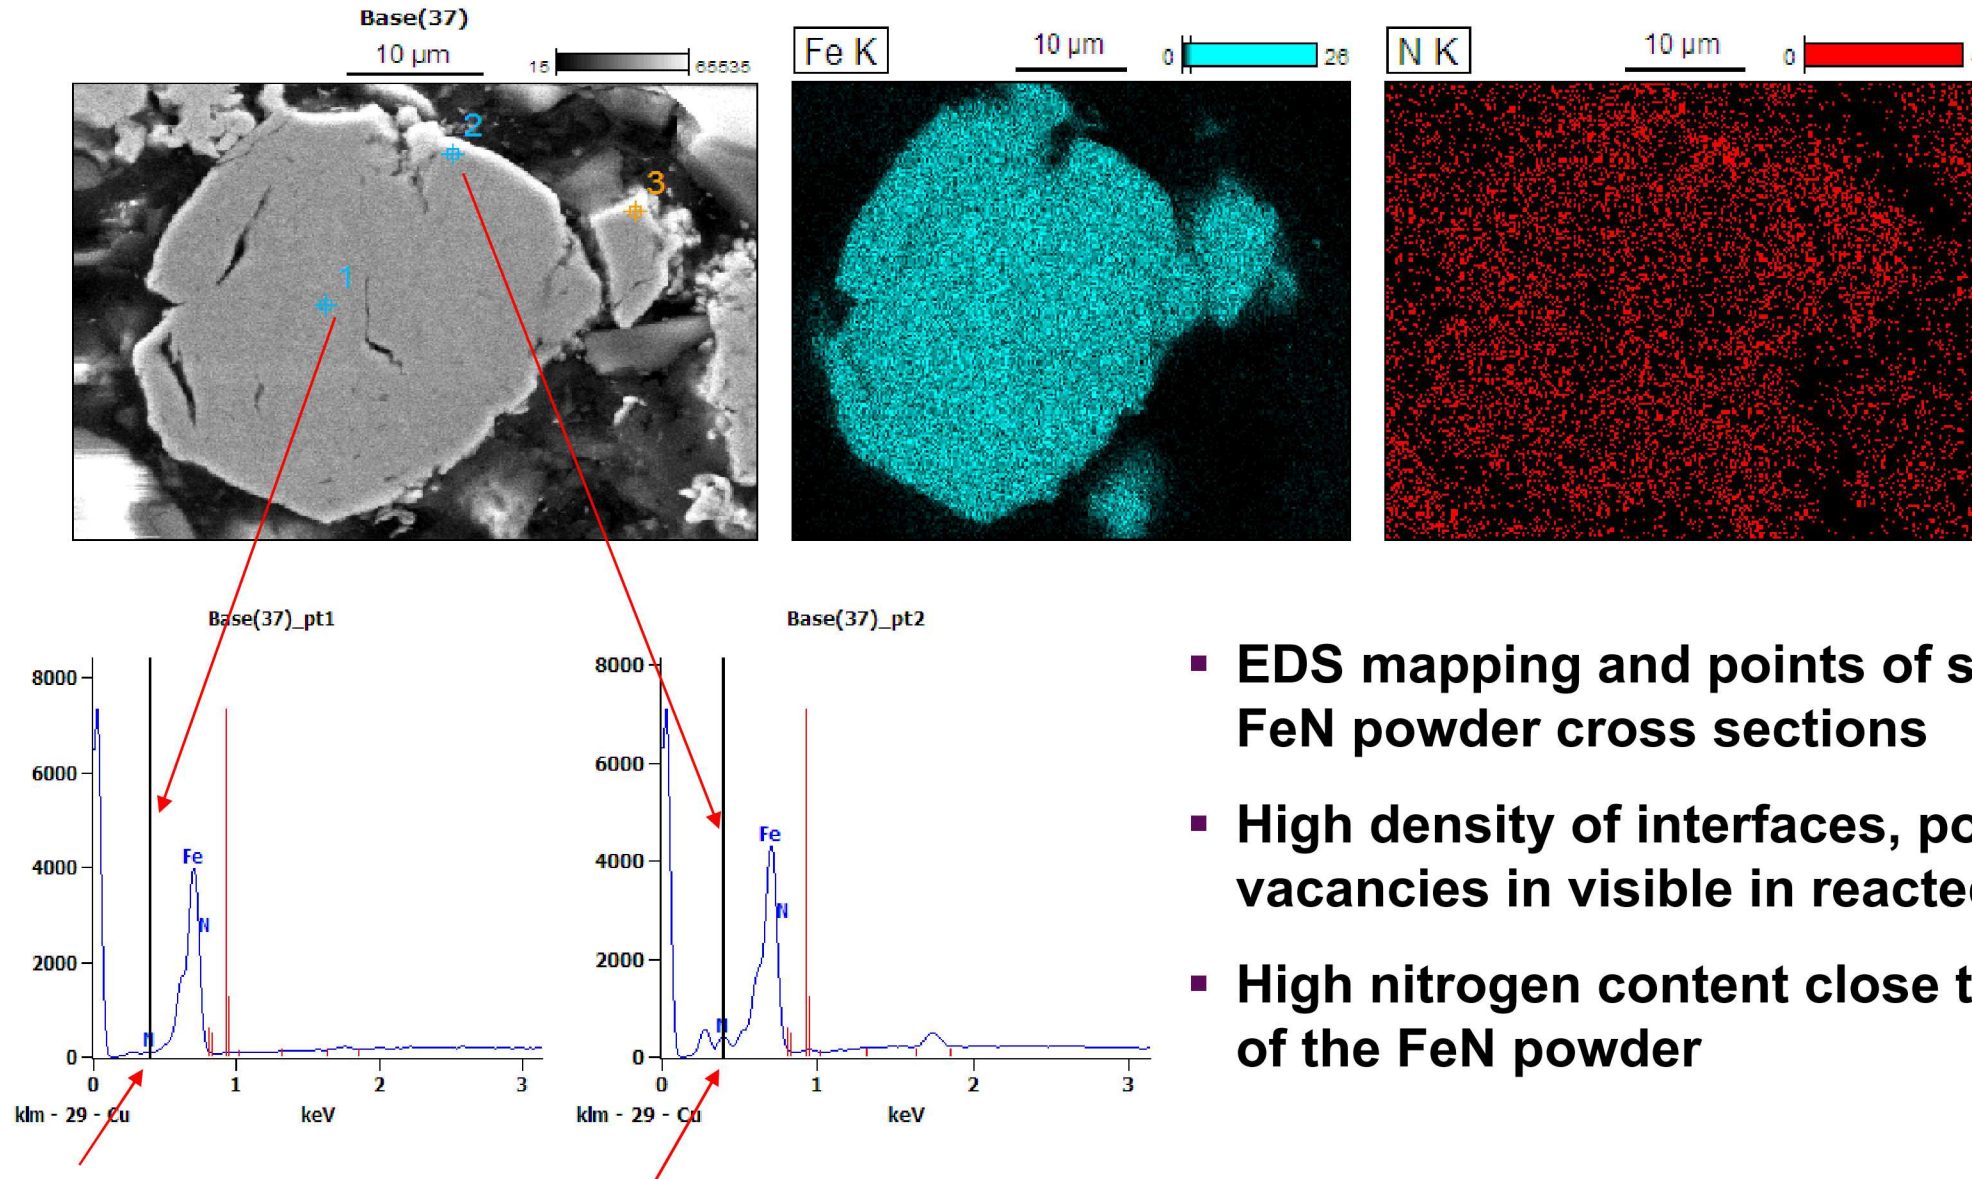 Base(37)
10 µm
15
65535
Fe K
10 µm
0
26
N K
10 µm
0
2
3
1
Base(37)_pt1
8000
6000
4000
2000
0
Fe
N
N
0
1
2
3
klm - 29 - Cu
keV
Base(37)_pt2
8000
6000
4000
2000
0
Fe
N
N
0
1
2
3
klm - 29 - Cu
keV
▪ EDS mapping and points of
FeN powder cross sections
▪ High density of interfaces,
vacancies in visible in
▪ High nitrogen content close
of the FeN powder